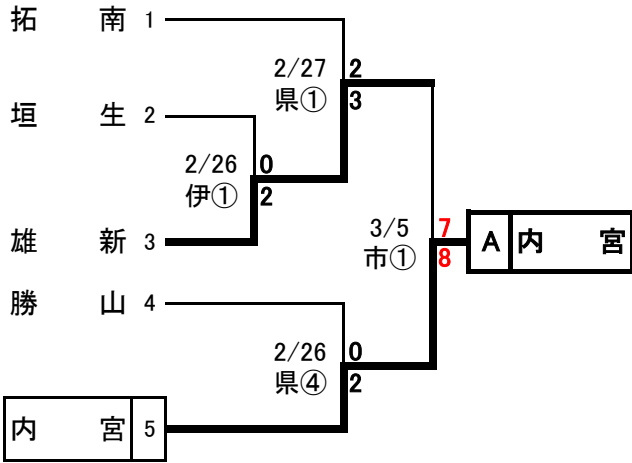 拓 南 1
2/27 2
県① 3
垣 生 2
2/26 0
伊① 2
雄 新 3
3/5 7
市① 8
A 内 宮
勝 山 4
2/26 0
県④ 2
内 宮 5